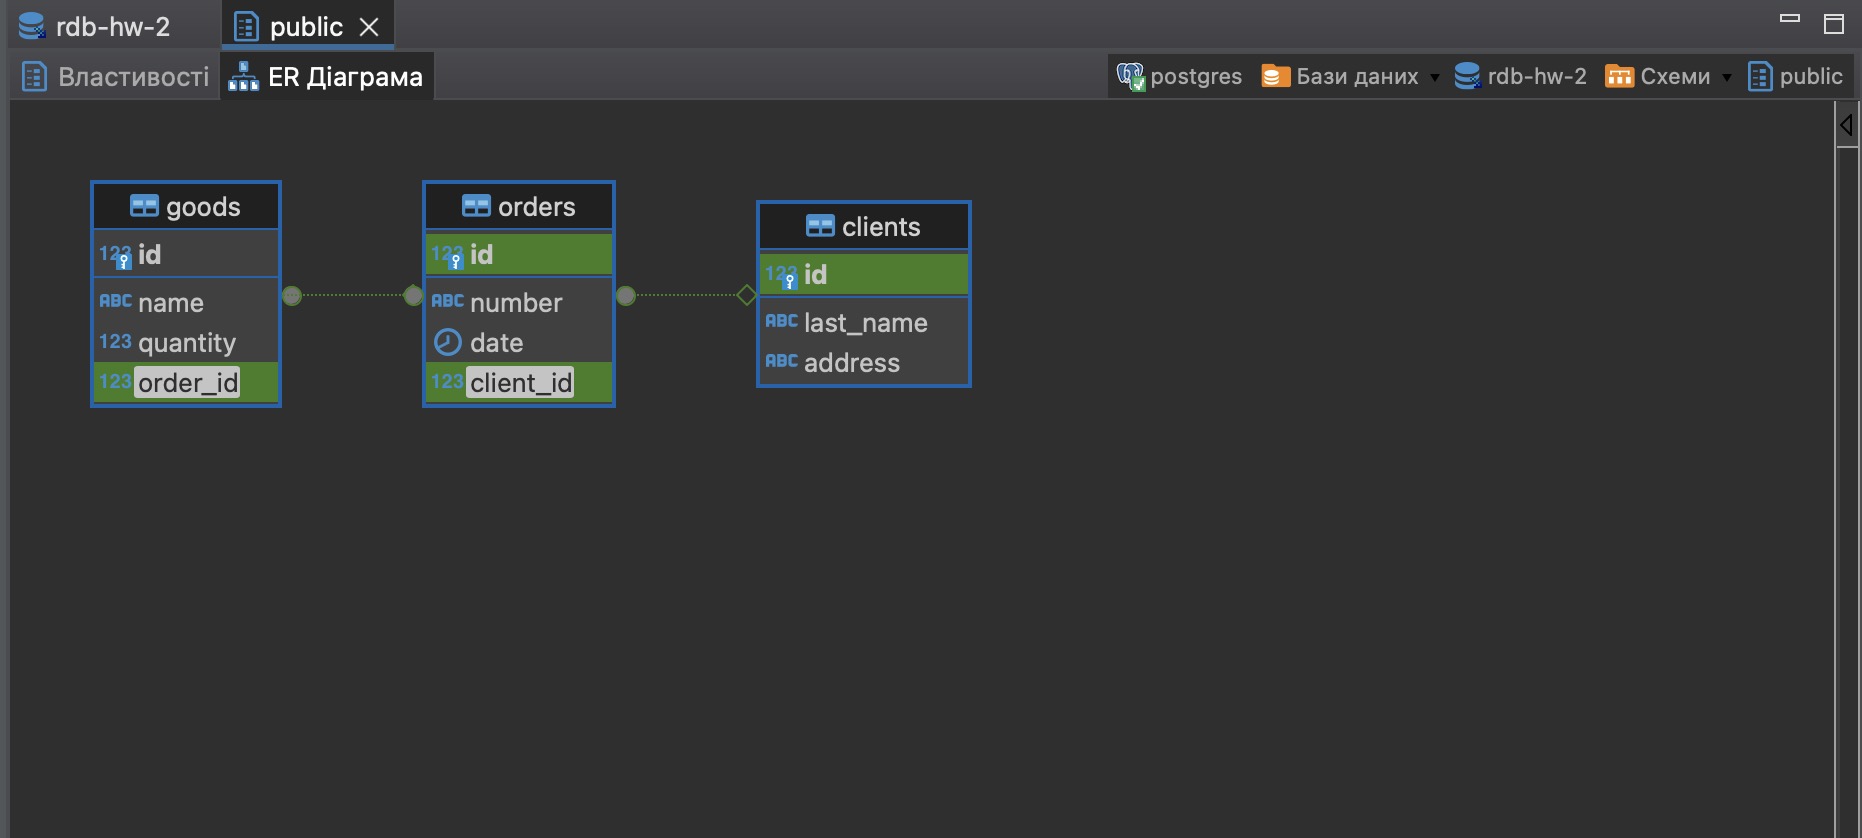 rdb-hw-2
public
Властивості
ER Діаграма
postgres
Бази даних
rdb-hw-2
Схеми
public
goods
123 id
ABC name
123 quantity
123 order_id
orders
123 id
ABC number
date
123 client_id
clients
123 id
ABC last_name
ABC address